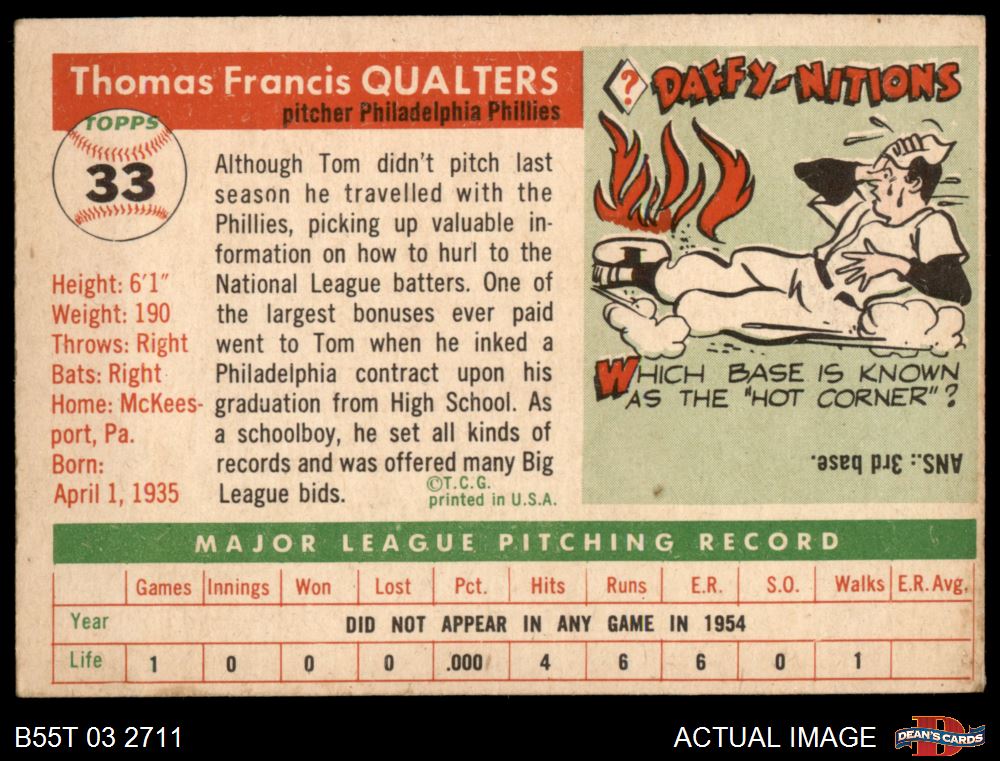 Thomas Francis QUALTERS
pitcher Philadelphia Phillies
TOPPS
33
Height: 6'1"
Weight: 190
Throws: Right
Bats: Right
Home: McKees-
port, Pa.
Born:
April 1, 1935
Although Tom didn't pitch last
season he travelled with the
Phillies, picking up valuable in-
formation on how to hurl to the
National League batters. One of
the largest bonuses ever paid
went to Tom when he inked a
Philadelphia contract upon his
graduation from High School. As
a schoolboy, he set all kinds of
records and was offered many Big
League bids.
©T.C.G.
printed in U.S.A.
? DAFFY-NITIONS
WHICH BASE IS KNOWN
AS THE "HOT CORNER"?
ANS.: 3rd base.
MAJOR LEAGUE PITCHING RECORD
Games Innings Won Lost Pct. Hits Runs E.R. S.O. Walks E.R. Avg.
Year DID NOT APPEAR IN ANY GAME IN 1954
Life 1 0 0 0 .000 4 6 6 0 1
B55T 03 2711
ACTUAL IMAGE
DEAN'S CARDS